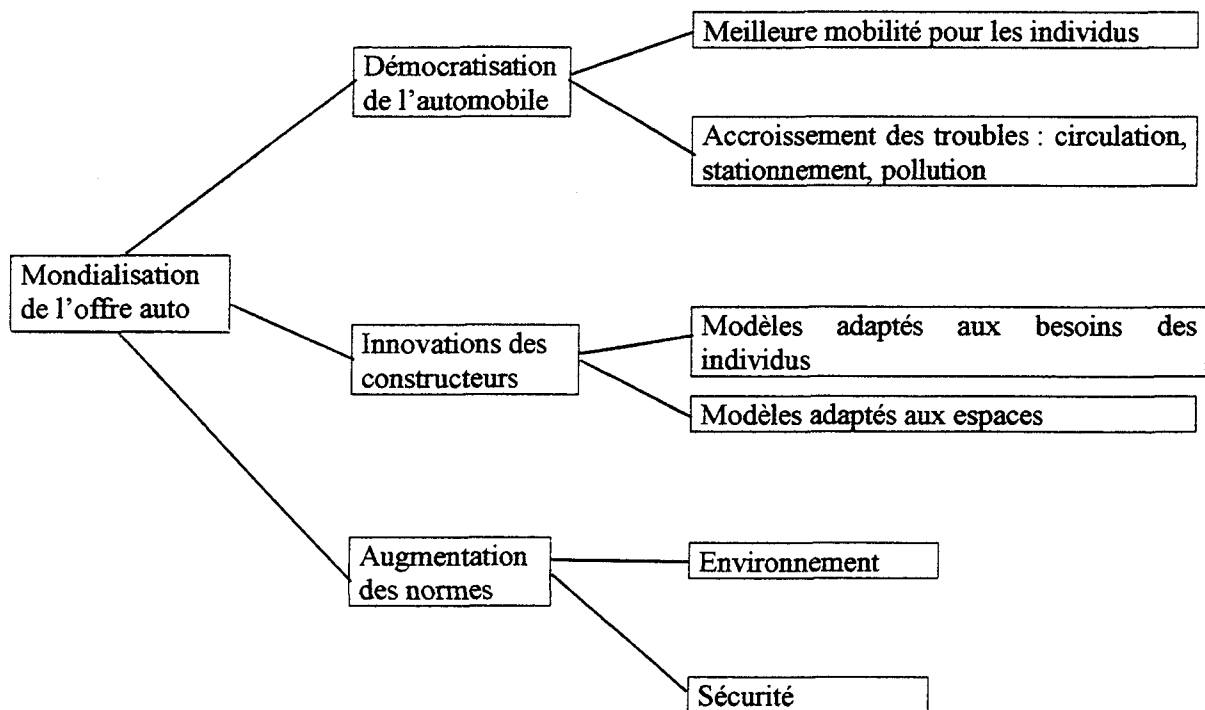 Meilleure mobilité pour les individus
Démocratisation
de l'automobile
Accroissement des troubles : circulation,
stationnement, pollution
Mondialisation
de l'offre auto
Innovations des
constructeurs
Modèles adaptés aux besoins des
individus
Modèles adaptés aux espaces
Augmentation
des normes
Environnement
Sécurité